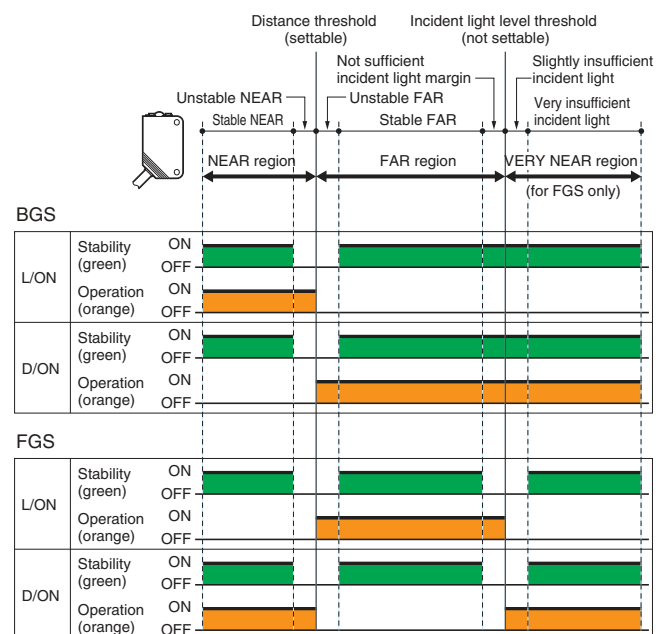 Distance threshold
(settable)
Incident light level threshold
(not settable)
Not sufficient
incident light margin
Slightly insufficient
incident light
Unstable NEAR
Unstable FAR
Very insufficient
incident light
Stable NEAR
Stable FAR
NEAR region
FAR region
VERY NEAR region
(for FGS only)
BGS
L/ON
Stability
(green)
ON
OFF
Operation
(orange)
ON
OFF
D/ON
Stability
(green)
ON
OFF
Operation
(orange)
ON
OFF
FGS
L/ON
Stability
(green)
ON
OFF
Operation
(orange)
ON
OFF
D/ON
Stability
(green)
ON
OFF
Operation
(orange)
ON
OFF